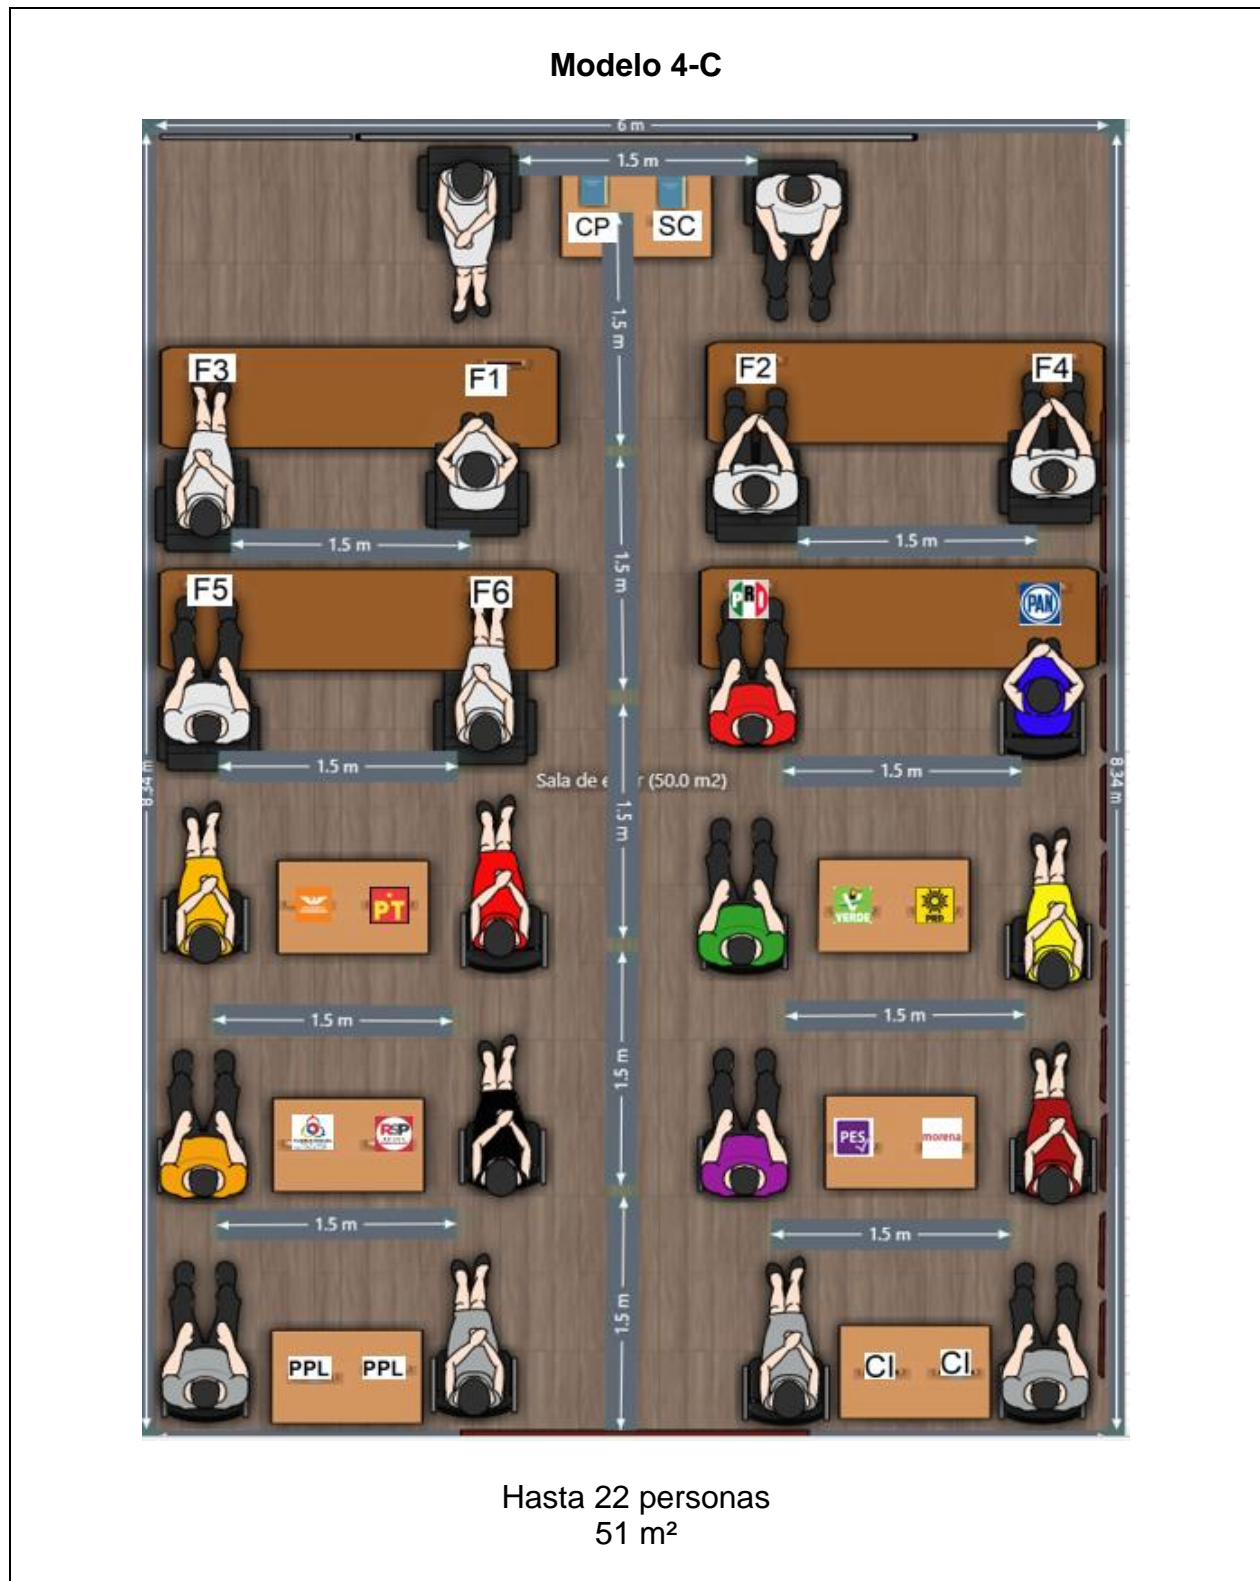 Modelo 4-C
6 m
1.5 m
CP SC
1.5 m
F3 F1 F2 F4
1.5 m 1.5 m
1.5 m
F5 F6 PRI PAN
1.5 m 1.5 m
Sala de e r (50.0 m2)
8.34 m 8.34 m
1.5 m
PT VERDE PRD
1.5 m 1.5 m
1.5 m
RSP PES morena
1.5 m 1.5 m
1.5 m
PPL PPL CI. CI.
Hasta 22 personas
51 m²